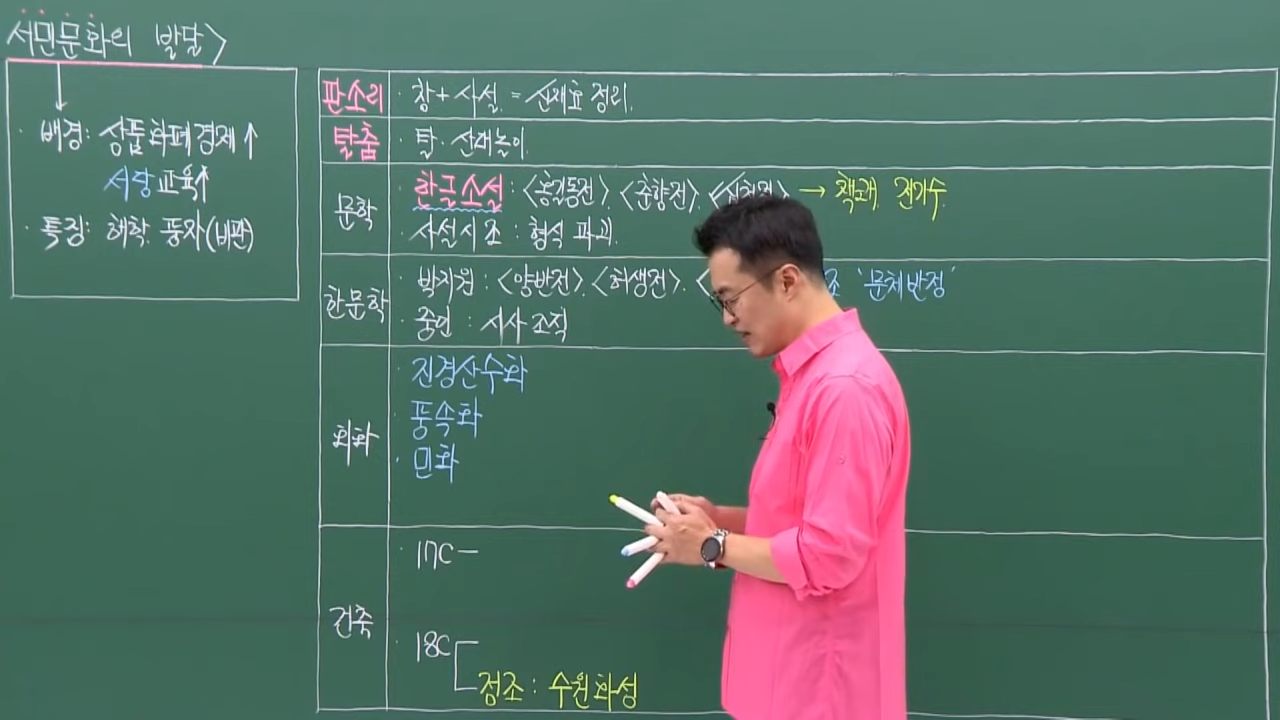 서민문화의 발달>
배경: 상품화폐경제↑
서당교육↑
· 특징: 해학. 풍자(비판)
판소리
· 창 + 사설. = 신재효 정리.
탈춤
· 탈. 산대놀이
문학
· 한글소설 : <홍길동전>, <춘향전>, <심청전> → 책쾌. 전기수
· 사설시조 : 형식 파괴.
한문학
· 박지원 : <양반전>, <허생전>. < 조 '문체반정'
· 중인 : 시사 조직
회화
· 진경산수화
· 풍속화
· 민화
건축
· 17C —
· 18C
정조 : 수원화성